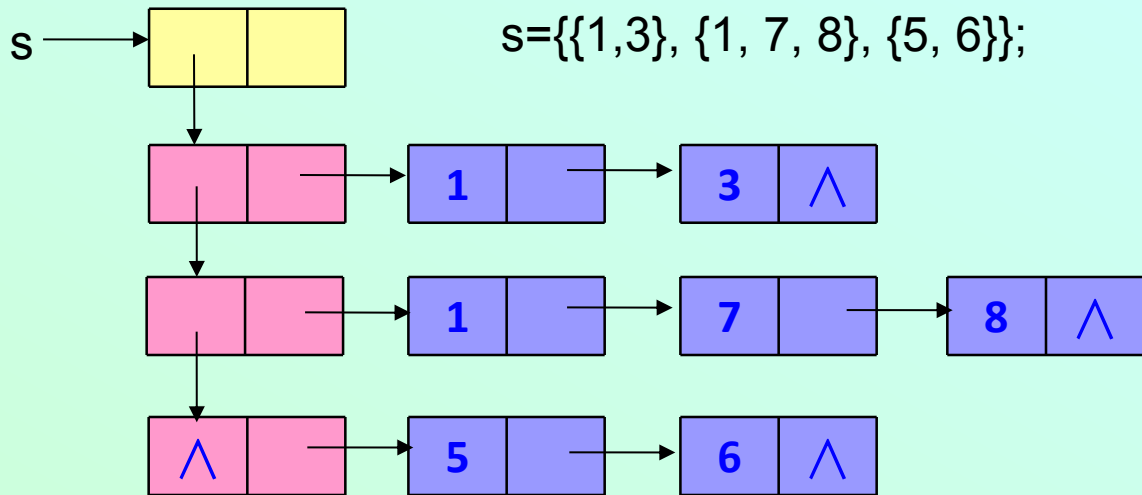 s s={{1,3}, {1, 7, 8}, {5, 6}};
1 3 ∧
1 7 8 ∧
∧ 5 6 ∧